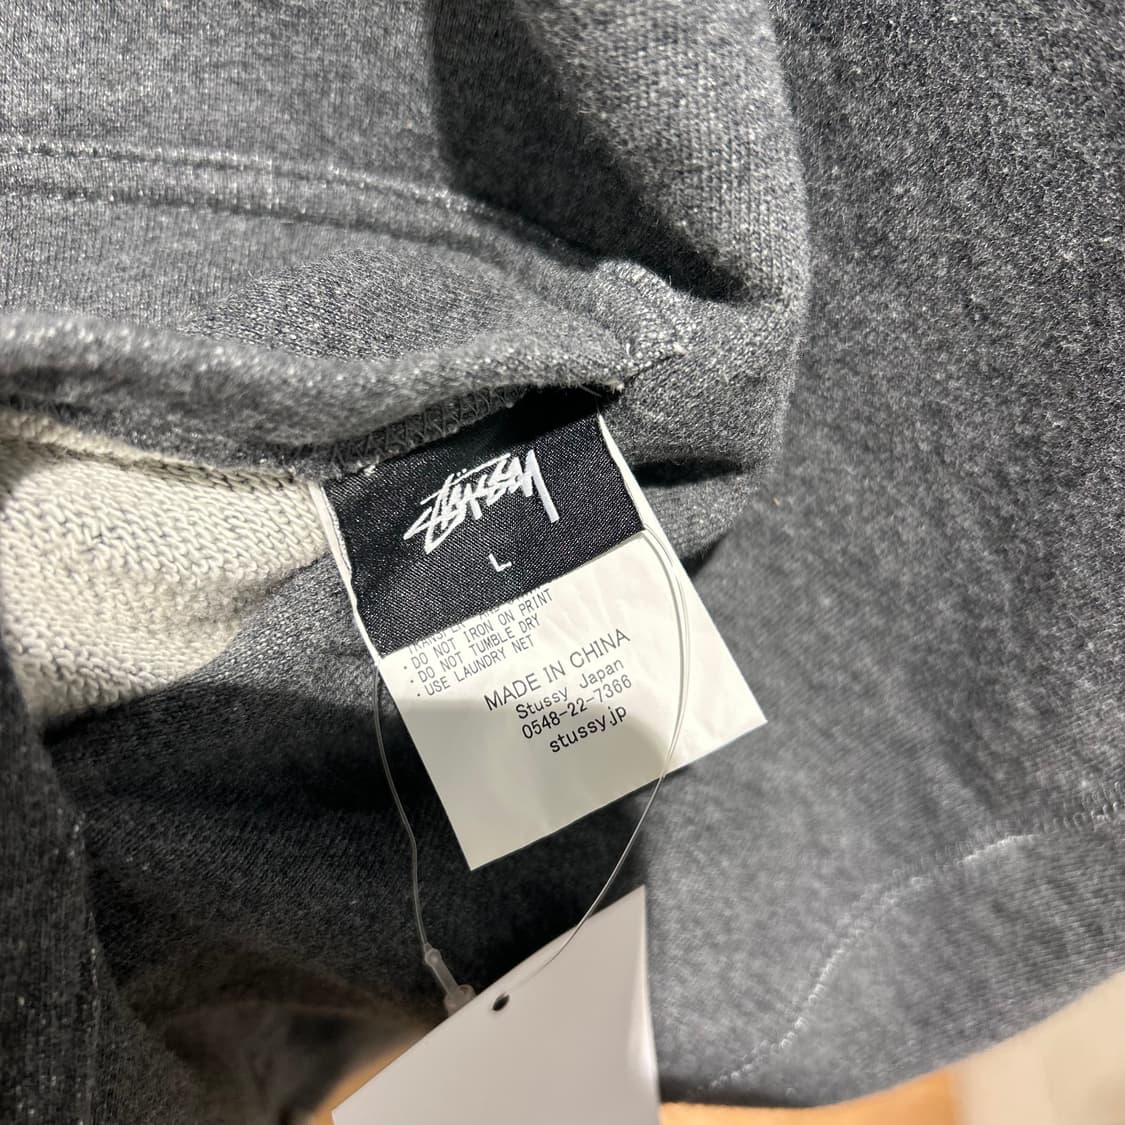 Stüssy
L
· DO NOT IRON ON PRINT
· DO NOT TUMBLE DRY
· USE LAUNDRY NET
MADE IN CHINA
Stussy Japan
0548-22-7366
stussy.jp